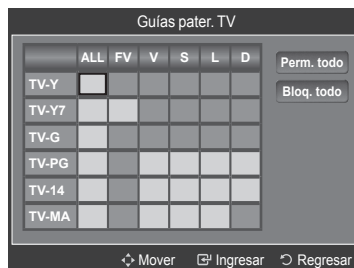 Guías pater. TV
ALL FV V S L D
Perm. todo
Bloq. todo
TV-Y
TV-Y7
TV-G
TV-PG
TV-14
TV-MA
Mover Ingresar Regresar